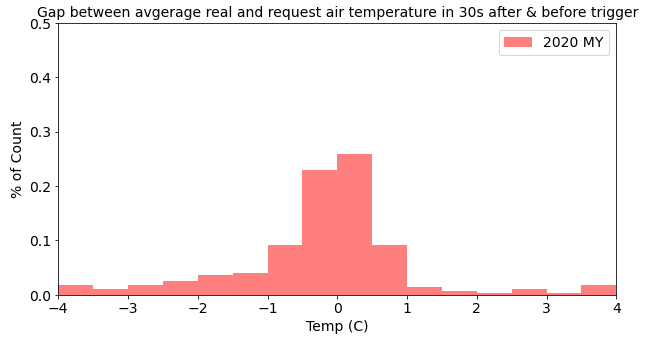 Gap between avgerage real and request air temperature in 30s after & before trigger
0.5
0.4
0.3
0.2
0.1
0.0
% of Count
2020 MY
−4 −3 −2 −1 0 1 2 3 4
Temp (C)